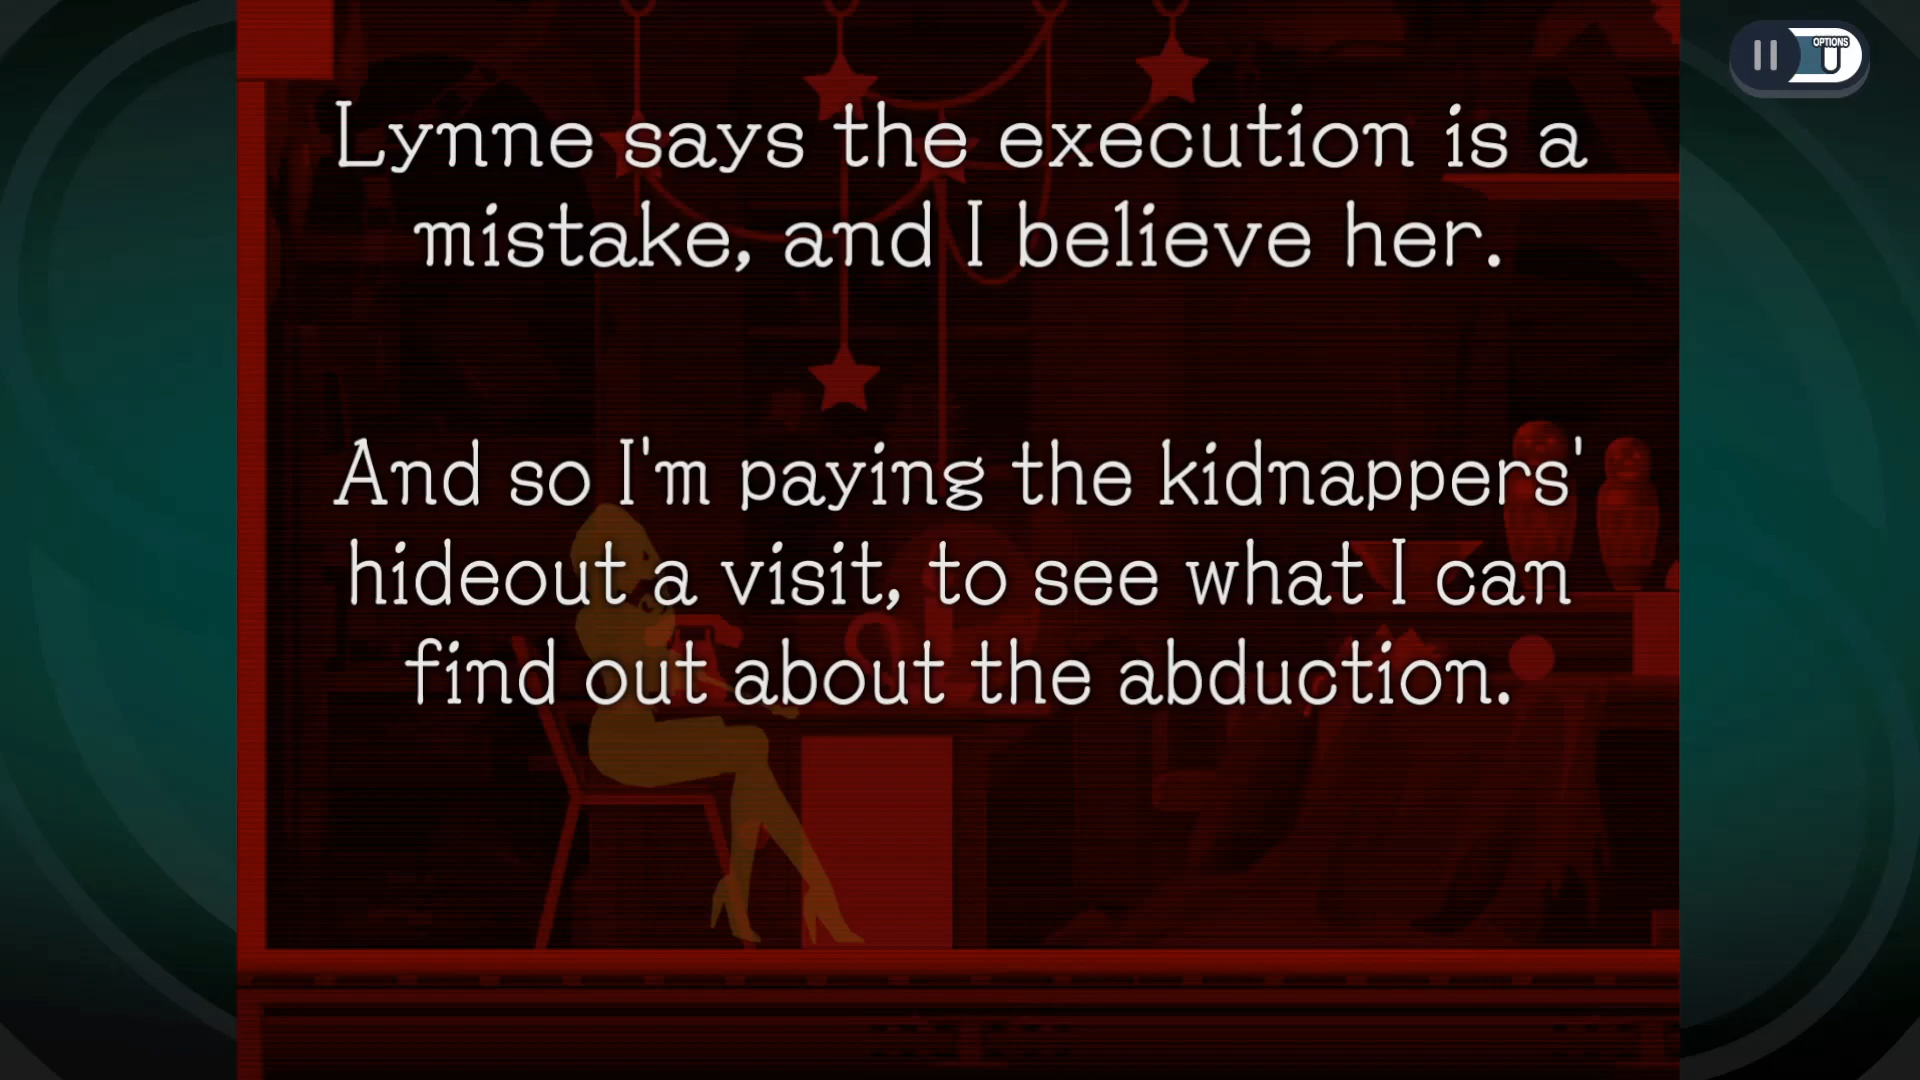 OPTIONS
Lynne says the execution is a
mistake, and I believe her.
And so I'm paying the kidnappers'
hideout a visit, to see what I can
find out about the abduction.